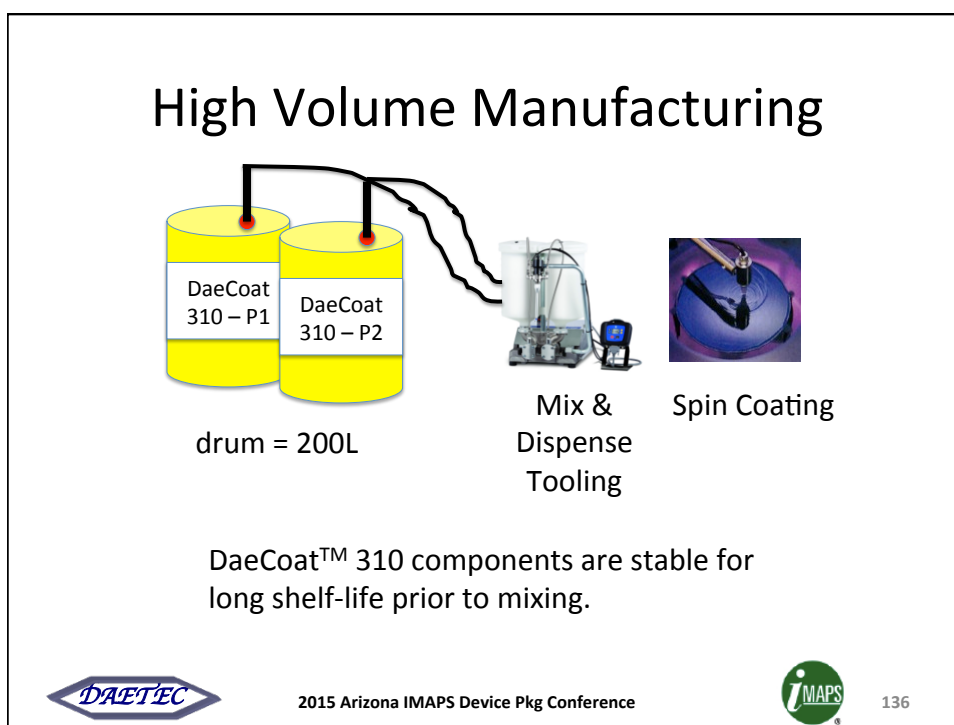 High Volume Manufacturing
DaeCoat
310 – P1
DaeCoat
310 – P2
drum = 200L
Mix &
Dispense
Tooling
Spin Coating
DaeCoat™ 310 components are stable for
long shelf-life prior to mixing.
DAETEC
2015 Arizona IMAPS Device Pkg Conference
iMAPS
136